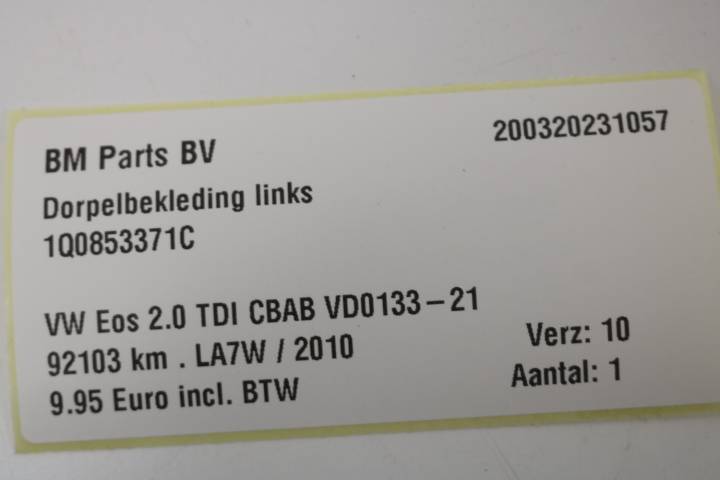 BM Parts BV
200320231057
Dorpelbekleding links
1Q0853371C
VW Eos 2.0 TDI CBAB VD0133-21
92103 km . LA7W / 2010
Verz: 10
9.95 Euro incl. BTW
Aantal: 1